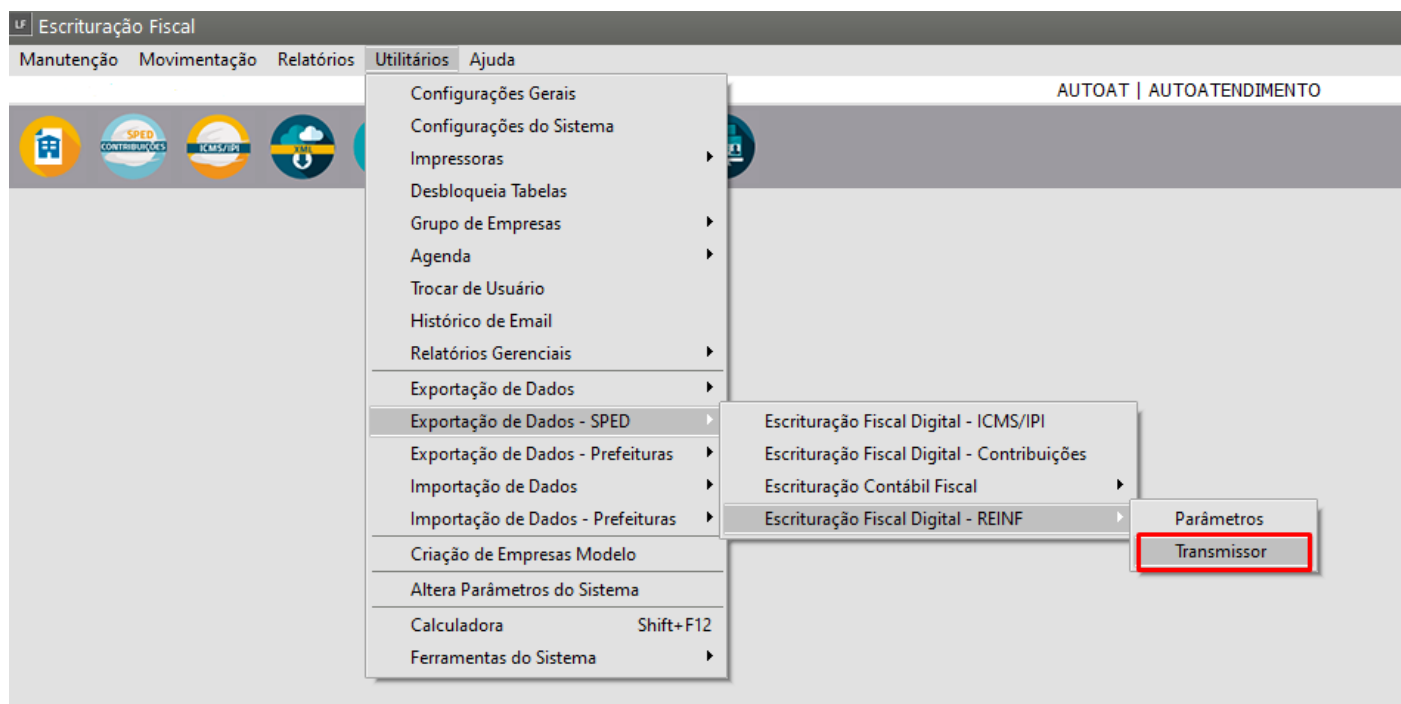 LF Escrituração Fiscal
Manutenção Movimentação Relatórios Utilitários Ajuda
AUTOAT | AUTOATENDIMENTO
SPED CONTRIBUIÇÕES
ICMS/IPI
XML
Configurações Gerais
Configurações do Sistema
Impressoras
Desbloqueia Tabelas
Grupo de Empresas
Agenda
Trocar de Usuário
Histórico de Email
Relatórios Gerenciais
Exportação de Dados
Exportação de Dados - SPED
Exportação de Dados - Prefeituras
Importação de Dados
Importação de Dados - Prefeituras
Criação de Empresas Modelo
Altera Parâmetros do Sistema
Calculadora Shift+F12
Ferramentas do Sistema
Escrituração Fiscal Digital - ICMS/IPI
Escrituração Fiscal Digital - Contribuições
Escrituração Contábil Fiscal
Escrituração Fiscal Digital - REINF
Parâmetros
Transmissor